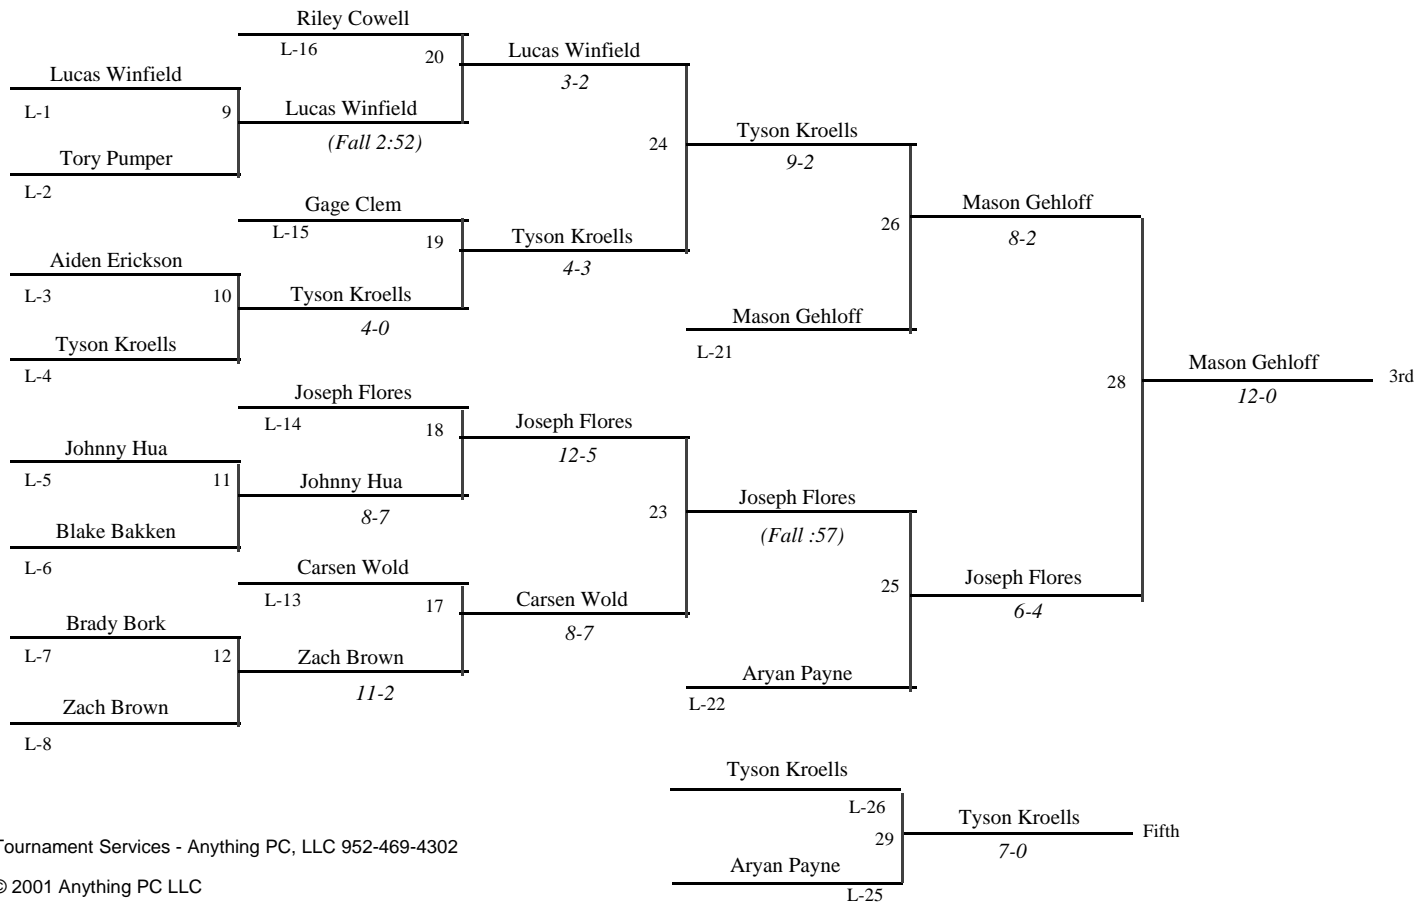 Riley Cowell
L-16
20
Lucas Winfield
3-2
Lucas Winfield
L-1
9
Lucas Winfield
(Fall 2:52)
Tory Pumper
L-2
24
Tyson Kroells
9-2
Gage Clem
L-15
19
Tyson Kroells
4-3
Aiden Erickson
L-3
10
Tyson Kroells
4-0
Tyson Kroells
L-4
26
Mason Gehloff
8-2
Mason Gehloff
L-21
28
Mason Gehloff
12-0
3rd
Joseph Flores
L-14
18
Joseph Flores
12-5
Johnny Hua
L-5
11
Johnny Hua
8-7
Blake Bakken
L-6
23
Joseph Flores
(Fall :57)
Carsen Wold
L-13
17
Carsen Wold
8-7
Brady Bork
L-7
12
Zach Brown
11-2
Zach Brown
L-8
25
Joseph Flores
6-4
Aryan Payne
L-22
Tyson Kroells
L-26
29
Tyson Kroells
7-0
Fifth
Aryan Payne
L-25
Tournament Services - Anything PC, LLC 952-469-4302
© 2001 Anything PC LLC